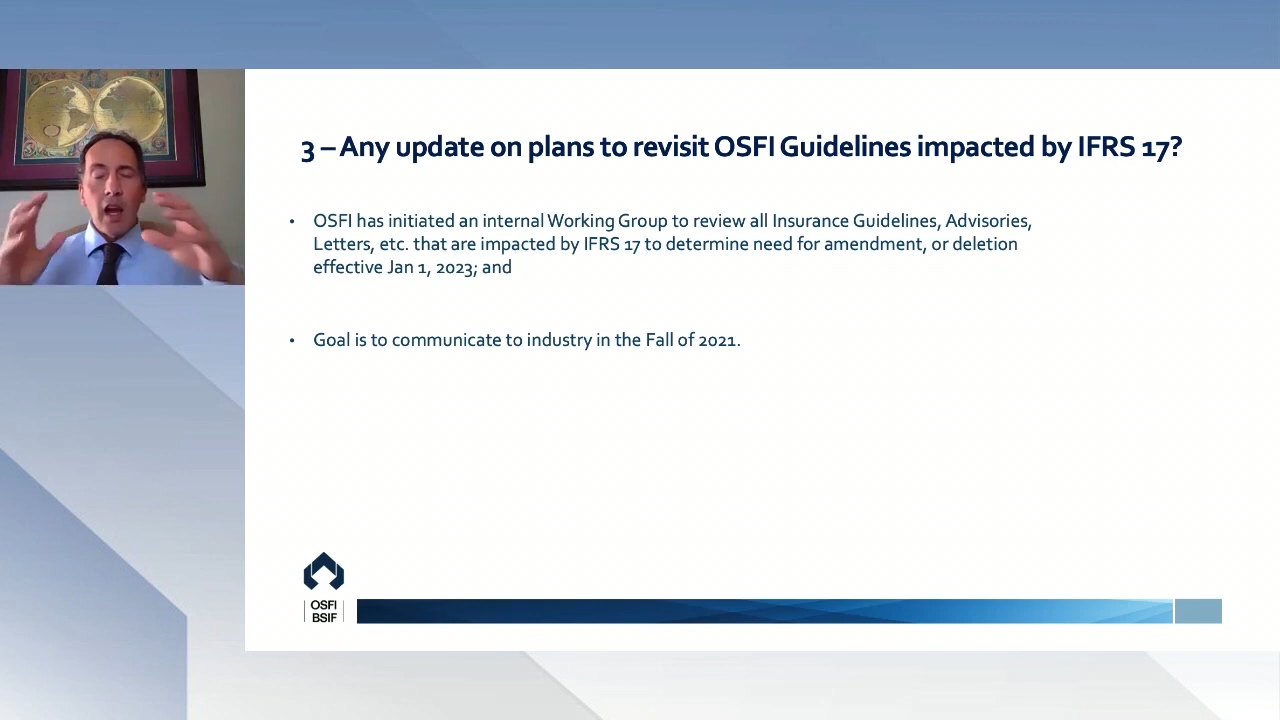 3 – Any update on plans to revisit OSFI Guidelines impacted by IFRS 17?
• OSFI has initiated an internal Working Group to review all Insurance Guidelines, Advisories,
Letters, etc. that are impacted by IFRS 17 to determine need for amendment, or deletion
effective Jan 1, 2023; and
• Goal is to communicate to industry in the Fall of 2021.
OSFI
BSIF